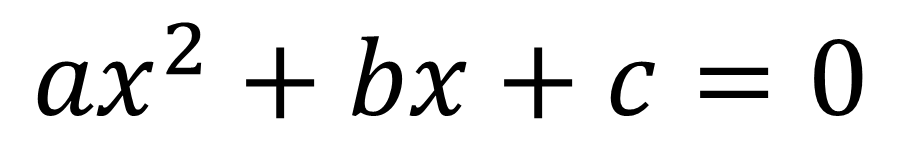 ax² + bx + c = 0